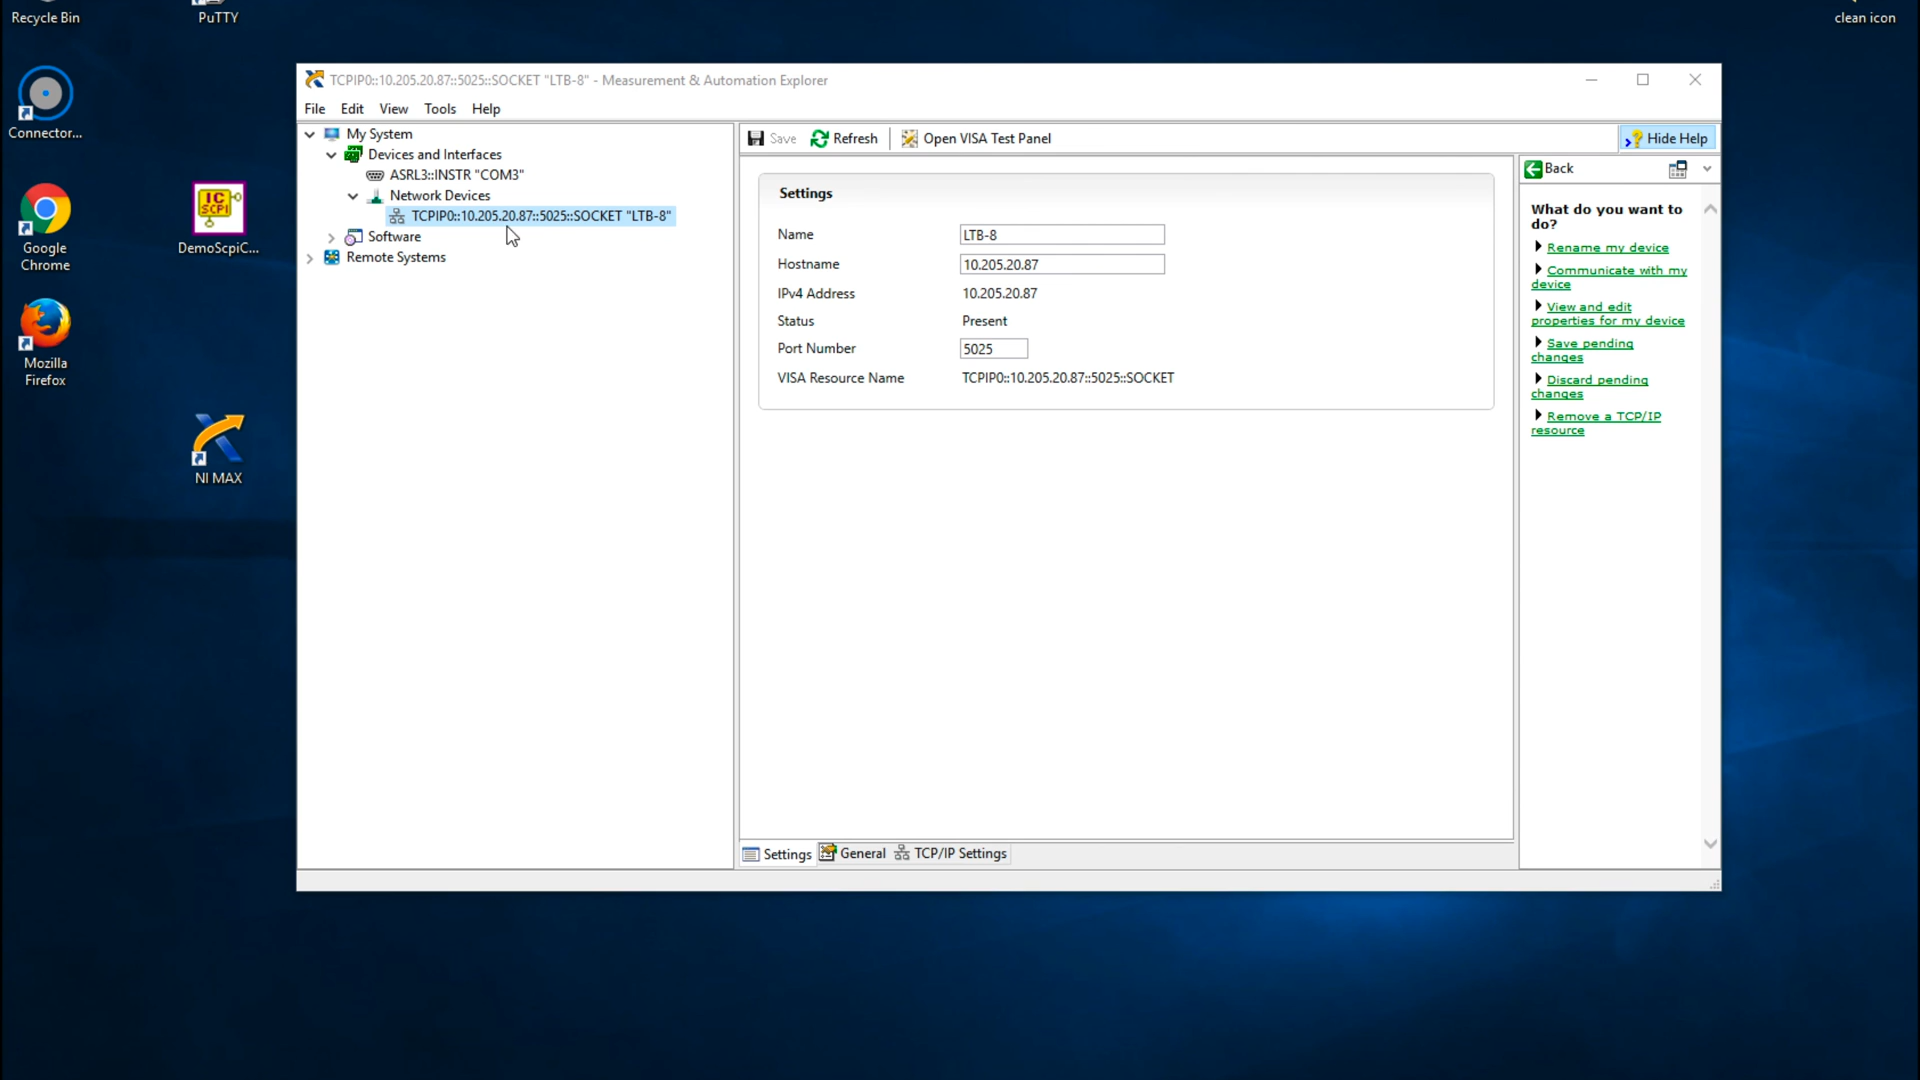 Recycle Bin
PuTTY
clean icon
Connector...
Google
Chrome
DemoScpiC...
Mozilla
Firefox
NI MAX
TCPIP0::10.205.20.87::5025::SOCKET "LTB-8" - Measurement & Automation Explorer
File Edit View Tools Help
My System
Devices and Interfaces
ASRL3::INSTR "COM3"
Network Devices
TCPIP0::10.205.20.87::5025::SOCKET "LTB-8"
Software
Remote Systems
Save Refresh Open VISA Test Panel Hide Help
Settings
Name LTB-8
Hostname 10.205.20.87
IPv4 Address 10.205.20.87
Status Present
Port Number 5025
VISA Resource Name TCPIP0::10.205.20.87::5025::SOCKET
Settings General TCP/IP Settings
Back
What do you want to
do?
Rename my device
Communicate with my
device
View and edit
properties for my device
Save pending
changes
Discard pending
changes
Remove a TCP/IP
resource
IC
SCPI